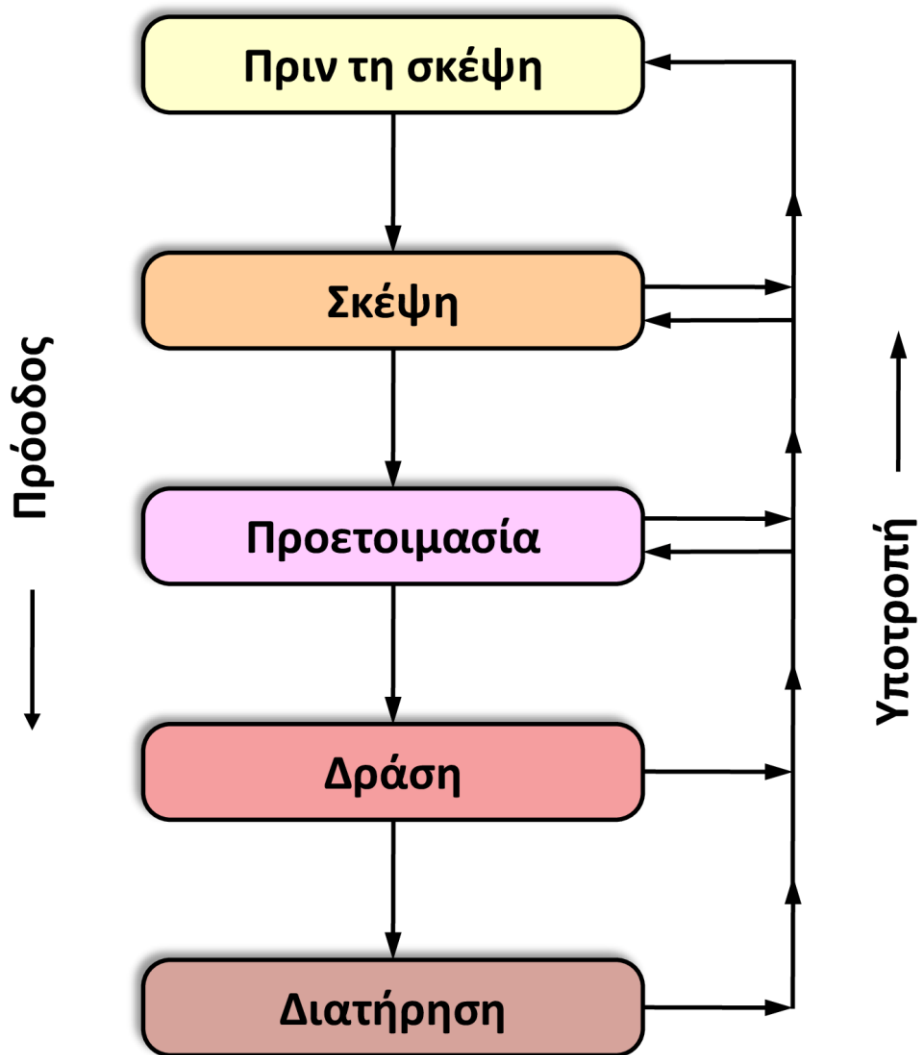 Πριν τη σκέψη
Σκέψη
Πρόοδος
Προετοιμασία
Υποτροπή
Δράση
Διατήρηση